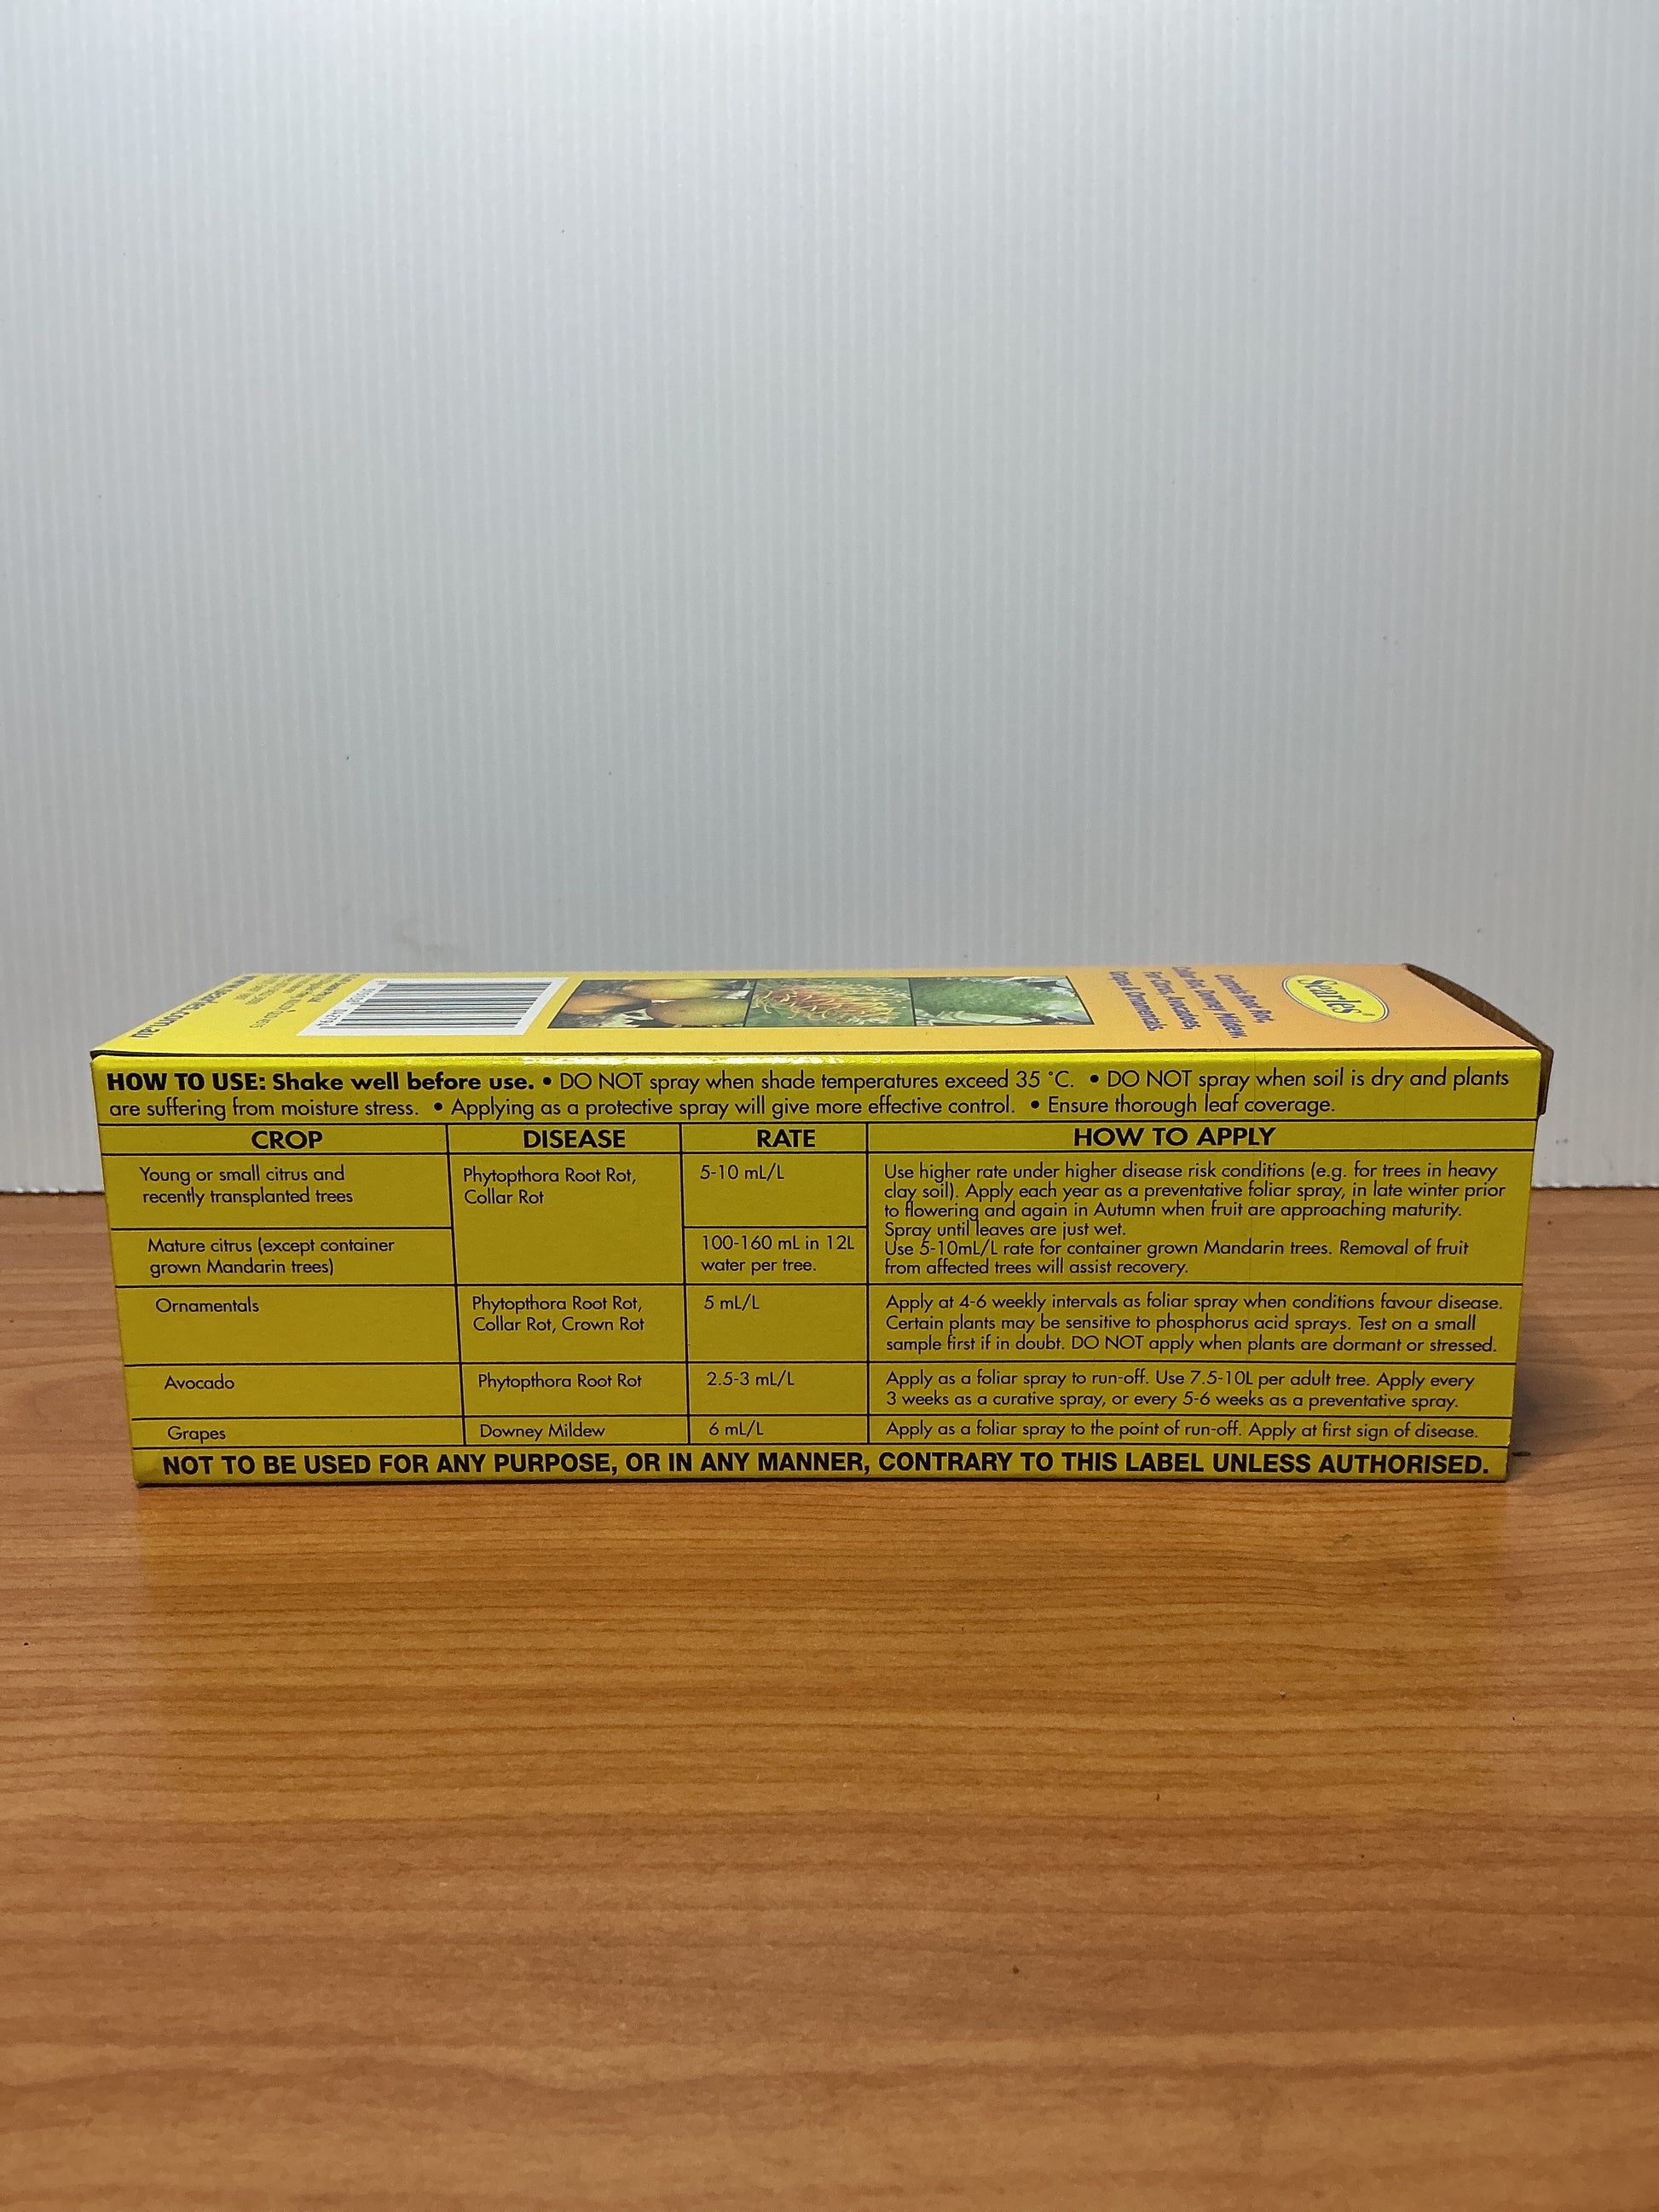 Searles®
Controls Root Rot,
Collar Rot, Downey Mildew,
For Citrus, Avocadoes,
Grapes & Ornamentals.
HOW TO USE: Shake well before use. • DO NOT spray when shade temperatures exceed 35 °C. • DO NOT spray when soil is dry and plants
are suffering from moisture stress. • Applying as a protective spray will give more effective control. • Ensure thorough leaf coverage.
CROP DISEASE RATE HOW TO APPLY
Young or small citrus and
recently transplanted trees
Phytopthora Root Rot,
Collar Rot
5-10 mL/L
Use higher rate under higher disease risk conditions (e.g. for trees in heavy
clay soil). Apply each year as a preventative foliar spray, in late winter prior
to flowering and again in Autumn when fruit are approaching maturity.
Spray until leaves are just wet.
Use 5-10mL/L rate for container grown Mandarin trees. Removal of fruit
from affected trees will assist recovery.
Mature citrus (except container
grown Mandarin trees)
100-160 mL in 12L
water per tree.
Ornamentals
Phytopthora Root Rot,
Collar Rot, Crown Rot
5 mL/L
Apply at 4-6 weekly intervals as foliar spray when conditions favour disease.
Certain plants may be sensitive to phosphorus acid sprays. Test on a small
sample first if in doubt. DO NOT apply when plants are dormant or stressed.
Avocado
Phytopthora Root Rot
2.5-3 mL/L
Apply as a foliar spray to run-off. Use 7.5-10L per adult tree. Apply every
3 weeks as a curative spray, or every 5-6 weeks as a preventative spray.
Grapes
Downey Mildew
6 mL/L
Apply as a foliar spray to the point of run-off. Apply at first sign of disease.
NOT TO BE USED FOR ANY PURPOSE, OR IN ANY MANNER, CONTRARY TO THIS LABEL UNLESS AUTHORISED.